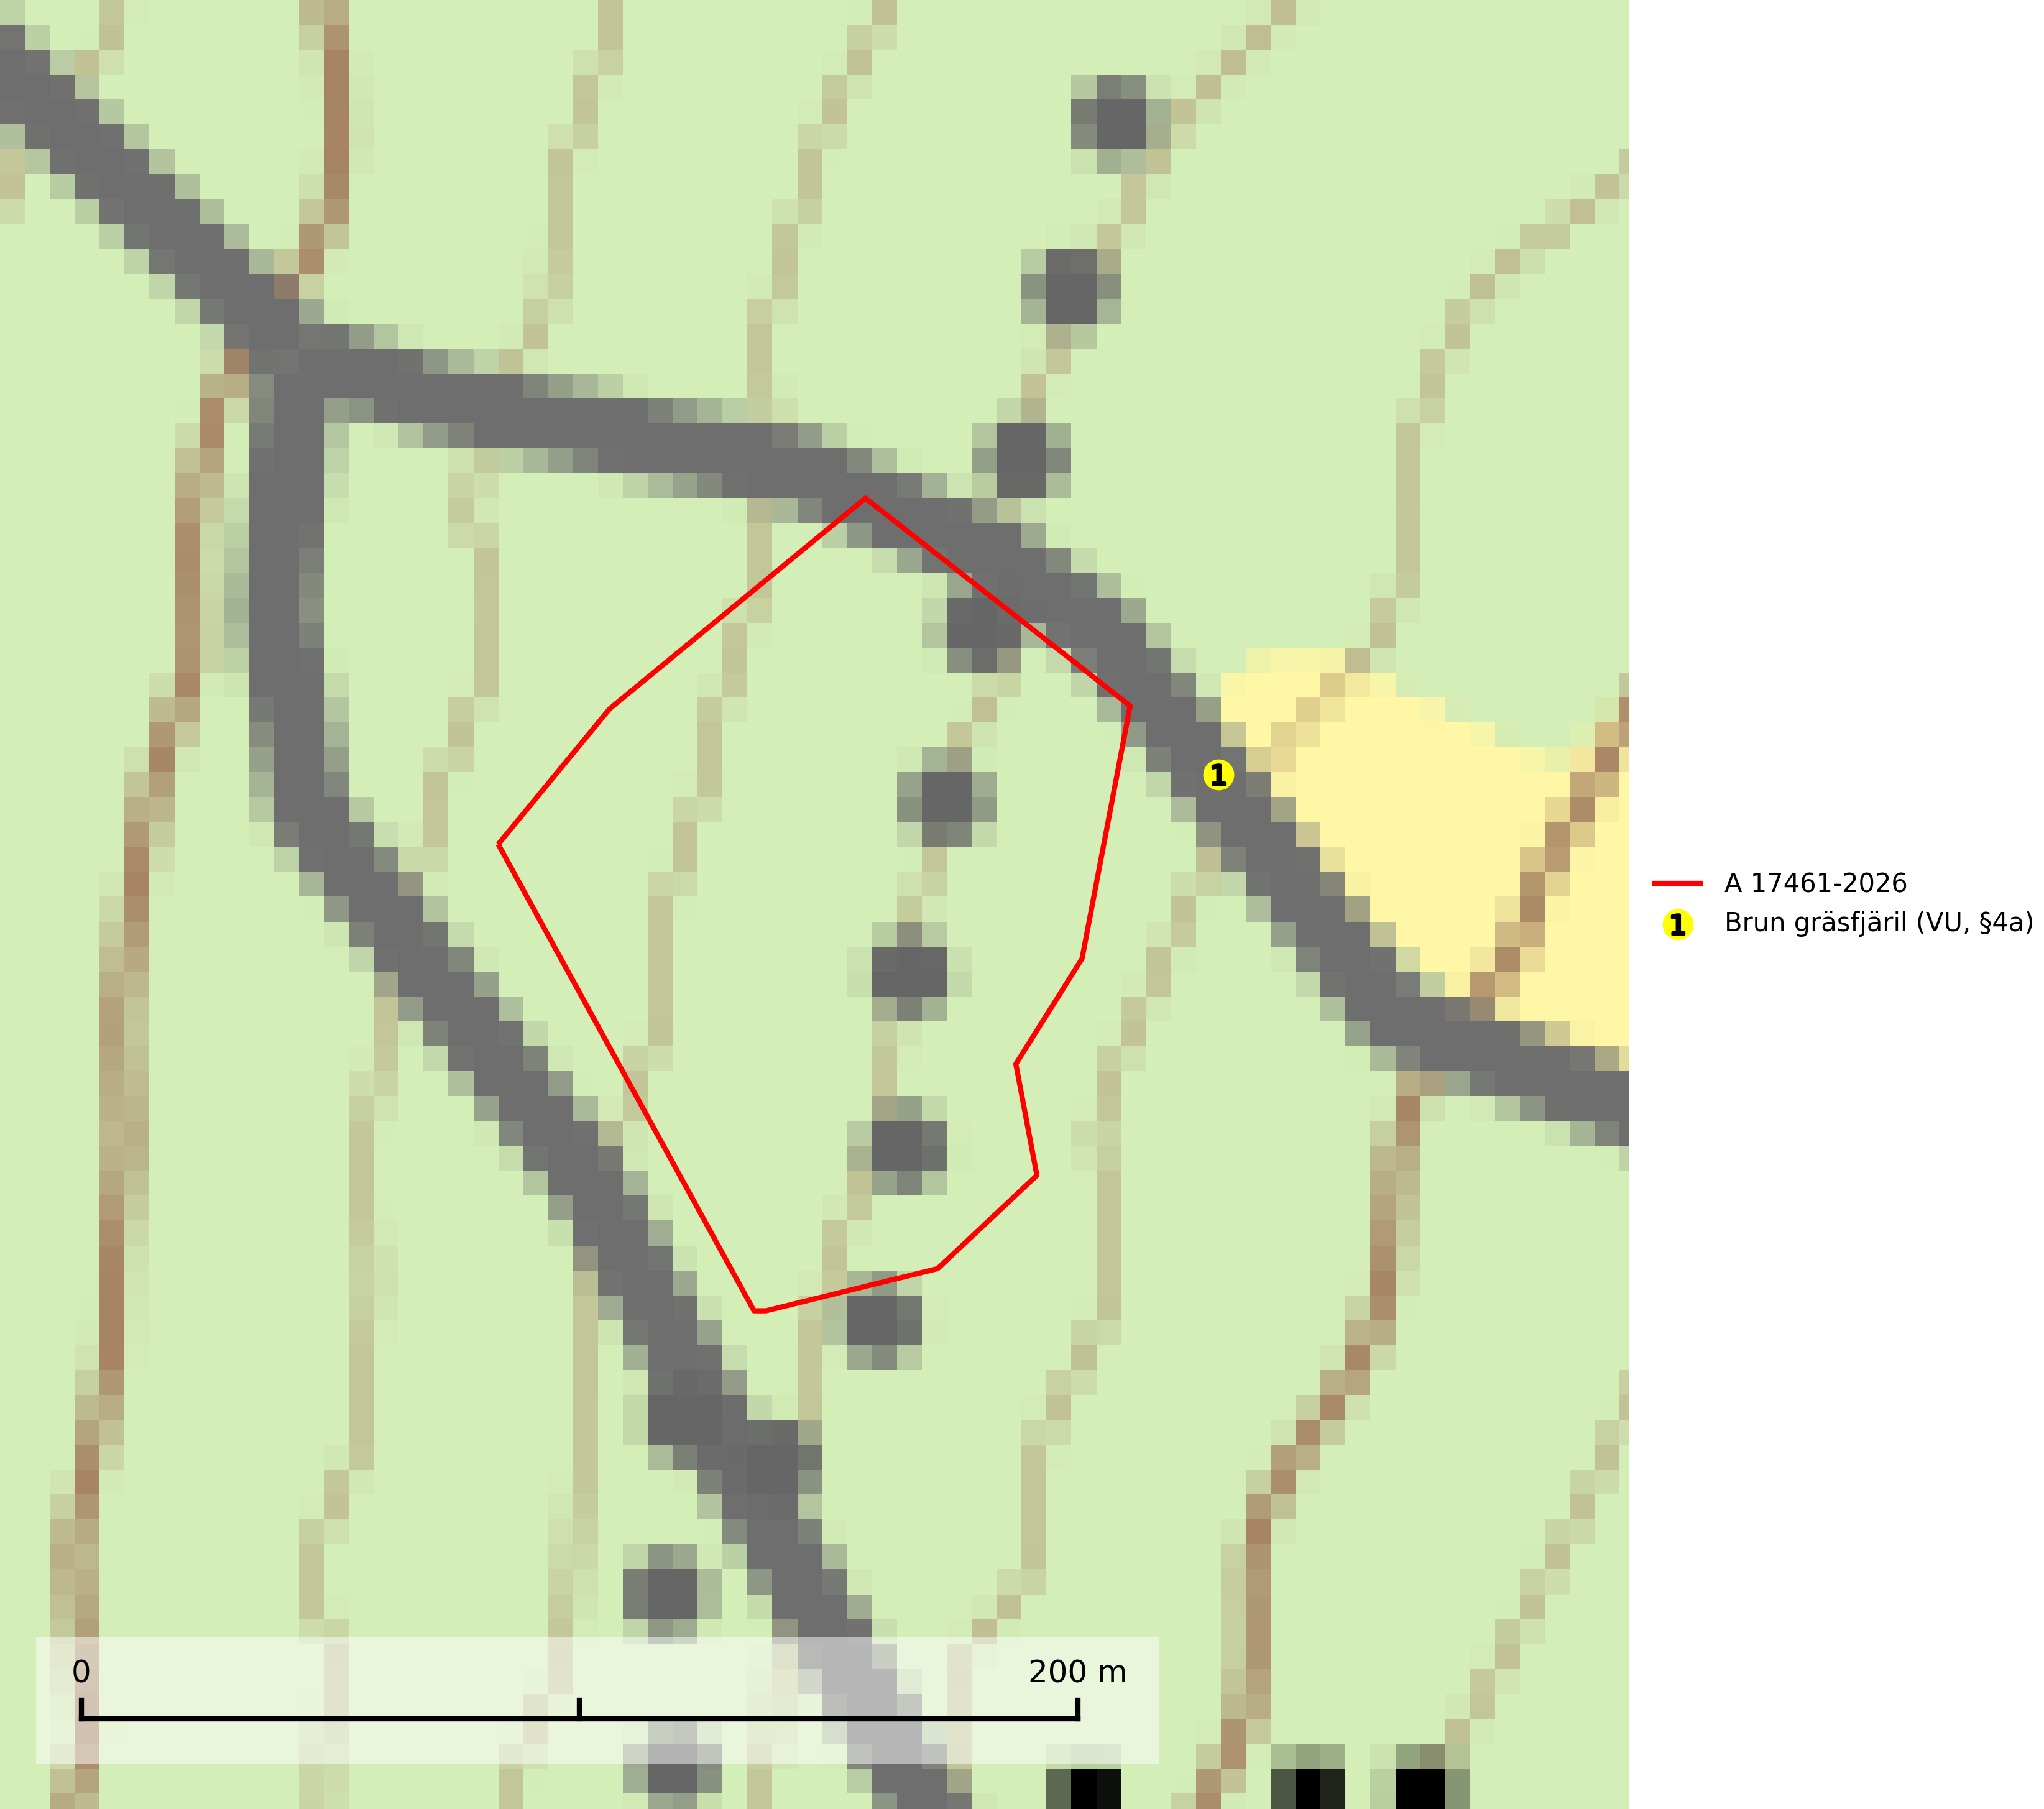 1
A 17461-2026
1 Brun gräsfjäril (VU, §4a)
0 200 m